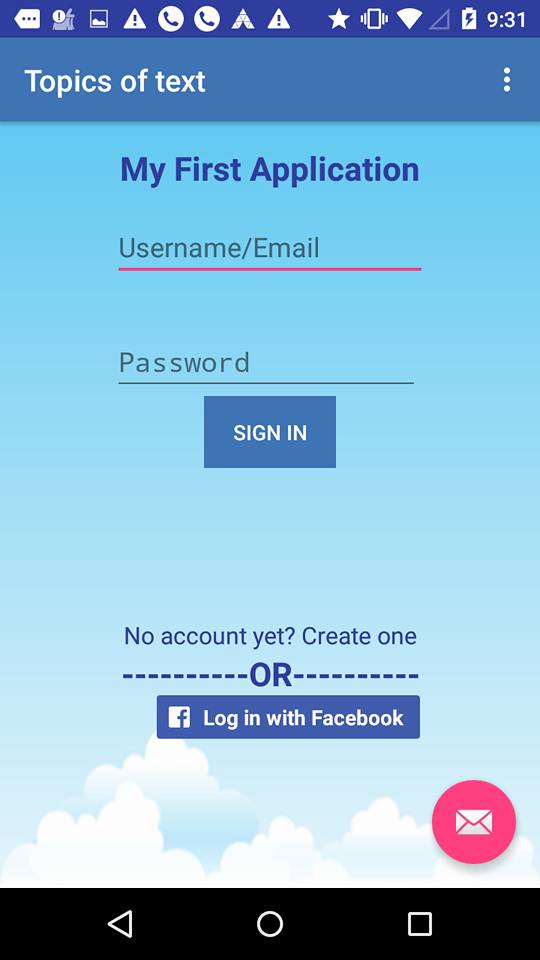 9:31
Topics of text
My First Application
Username/Email
Password
SIGN IN
No account yet? Create one
----------OR----------
Log in with Facebook